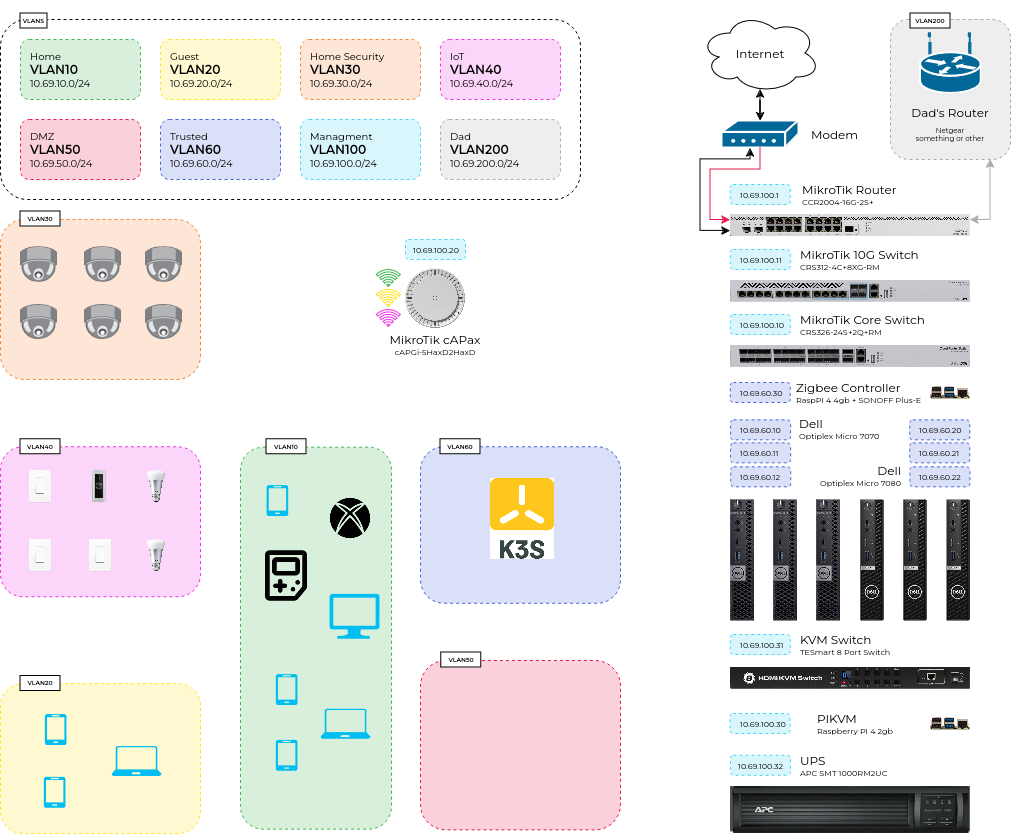 VLANS
Home
VLAN10
10.69.10.0/24
Guest
VLAN20
10.69.20.0/24
Home Security
VLAN30
10.69.30.0/24
IoT
VLAN40
10.69.40.0/24
DMZ
VLAN50
10.69.50.0/24
Trusted
VLAN60
10.69.60.0/24
Managment
VLAN100
10.69.100.0/24
Dad
VLAN200
10.69.200.0/24
VLAN30
10.69.100.20
MikroTik cAPax
cAPGi-5HaxD2HaxD
VLAN40
VLAN10
VLAN60
K3S
VLAN20
VLAN50
Internet
Modem
VLAN200
Dad's Router
Netgear
something or other
10.69.100.1
MikroTik Router
CCR2004-16G-2S+
10.69.100.11
MikroTik 10G Switch
CRS312-4C+8XG-RM
10.69.100.10
MikroTik Core Switch
CRS326-24S+2Q+RM
10.69.60.30
Zigbee Controller
RaspPI 4 4gb + SONOFF Plus-E
10.69.60.10
Dell
Optiplex Micro 7070
10.69.60.20
10.69.60.11
10.69.60.21
10.69.60.12
Dell
Optiplex Micro 7080
10.69.60.22
DELL
DELL
DELL
DELL
DELL
DELL
10.69.100.31
KVM Switch
TESmart 8 Port Switch
HDMI KVM Switch
10.69.100.30
PIKVM
Raspberry PI 4 2gb
10.69.100.32
UPS
APC SMT 1000RM2UC
APC